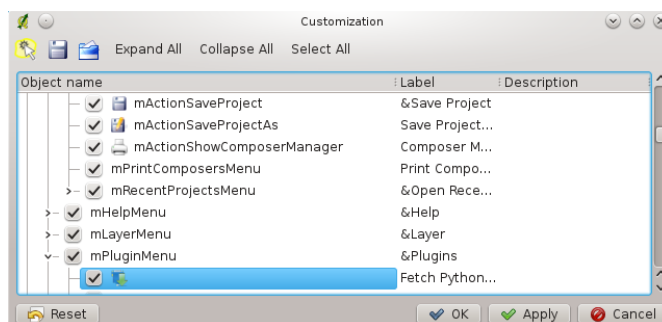 Customization
Expand All Collapse All Select All
Object name Label Description
mActionSaveProject &Save Project
mActionSaveProjectAs Save Project...
mActionShowComposerManager Composer M...
mPrintComposersMenu Print Compo...
mRecentProjectsMenu &Open Rece...
mHelpMenu &Help
mLayerMenu &Layer
mPluginMenu &Plugins
Fetch Python...
Reset OK Apply Cancel